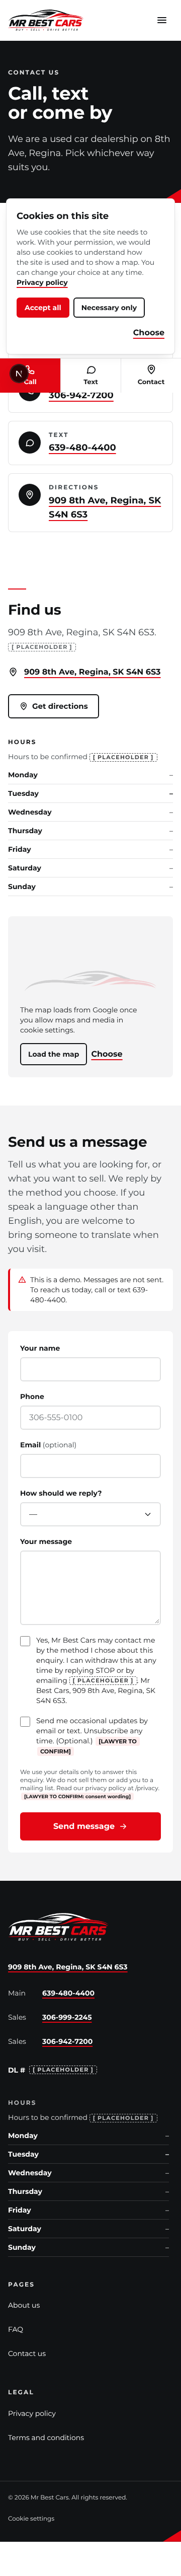 MR BEST CARS
BUY - SELL - DRIVE BETTER
CONTACT US
Call, text
or come by
We are a used car dealership on 8th
Ave, Regina. Pick whichever way
suits you.
Cookies on this site
We use cookies that the site needs to
work. With your permission, we would
also use cookies to understand how
the site is used and to show a map. You
can change your choice at any time.
Privacy policy
Accept all
Necessary only
Choose
N
Call
Text
Contact
306-942-7200
TEXT
639-480-4400
DIRECTIONS
909 8th Ave, Regina, SK
S4N 6S3
Find us
909 8th Ave, Regina, SK S4N 6S3.
[ PLACEHOLDER ]
909 8th Ave, Regina, SK S4N 6S3
Get directions
HOURS
Hours to be confirmed [ PLACEHOLDER ]
Monday –
Tuesday –
Wednesday –
Thursday –
Friday –
Saturday –
Sunday –
The map loads from Google once
you allow maps and media in
cookie settings.
Load the map
Choose
Send us a message
Tell us what you are looking for, or
what you want to sell. We reply by
the method you choose. If you
speak a language other than
English, you are welcome to
bring someone to translate when
you visit.
This is a demo. Messages are not sent.
To reach us today, call or text 639-
480-4400.
Your name
Phone
306-555-0100
Email (optional)
How should we reply?
—
Your message
Yes, Mr Best Cars may contact me
by the method I chose about this
enquiry. I can withdraw this at any
time by replying STOP or by
emailing [ PLACEHOLDER ]. Mr
Best Cars, 909 8th Ave, Regina, SK
S4N 6S3.
Send me occasional updates by
email or text. Unsubscribe any
time. (Optional.) [LAWYER TO
CONFIRM]
We use your details only to answer this
enquiry. We do not sell them or add you to a
mailing list. Read our privacy policy at /privacy.
[LAWYER TO CONFIRM: consent wording]
Send message →
MR BEST CARS
BUY - SELL - DRIVE BETTER
909 8th Ave, Regina, SK S4N 6S3
Main 639-480-4400
Sales 306-999-2245
Sales 306-942-7200
DL # [ PLACEHOLDER ]
HOURS
Hours to be confirmed [ PLACEHOLDER ]
Monday –
Tuesday –
Wednesday –
Thursday –
Friday –
Saturday –
Sunday –
PAGES
About us
FAQ
Contact us
LEGAL
Privacy policy
Terms and conditions
© 2026 Mr Best Cars. All rights reserved.
Cookie settings